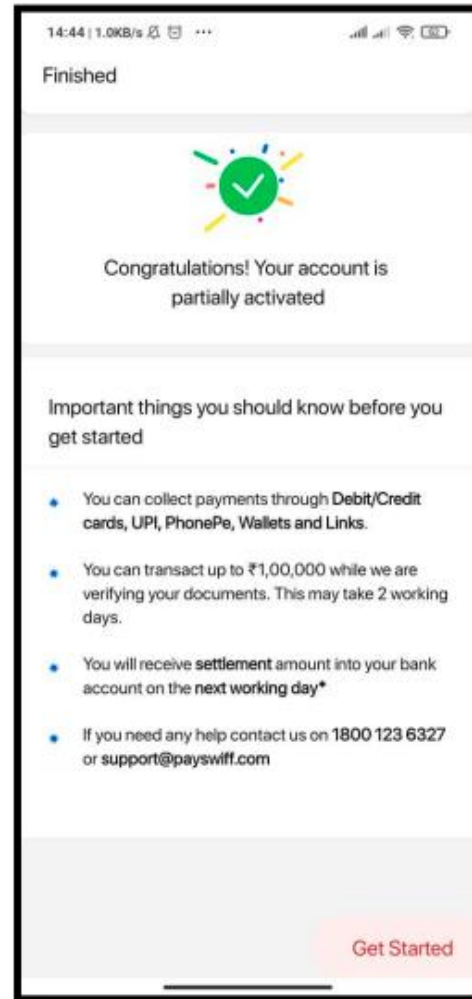 14:44 | 1.0KB/s
Finished
Congratulations! Your account is
partially activated
Important things you should know before you
get started
You can collect payments through Debit/Credit
cards, UPI, PhonePe, Wallets and Links.
You can transact up to ₹1,00,000 while we are
verifying your documents. This may take 2 working
days.
You will receive settlement amount into your bank
account on the next working day*
If you need any help contact us on 1800 123 6327
or support@payswiff.com
Get Started